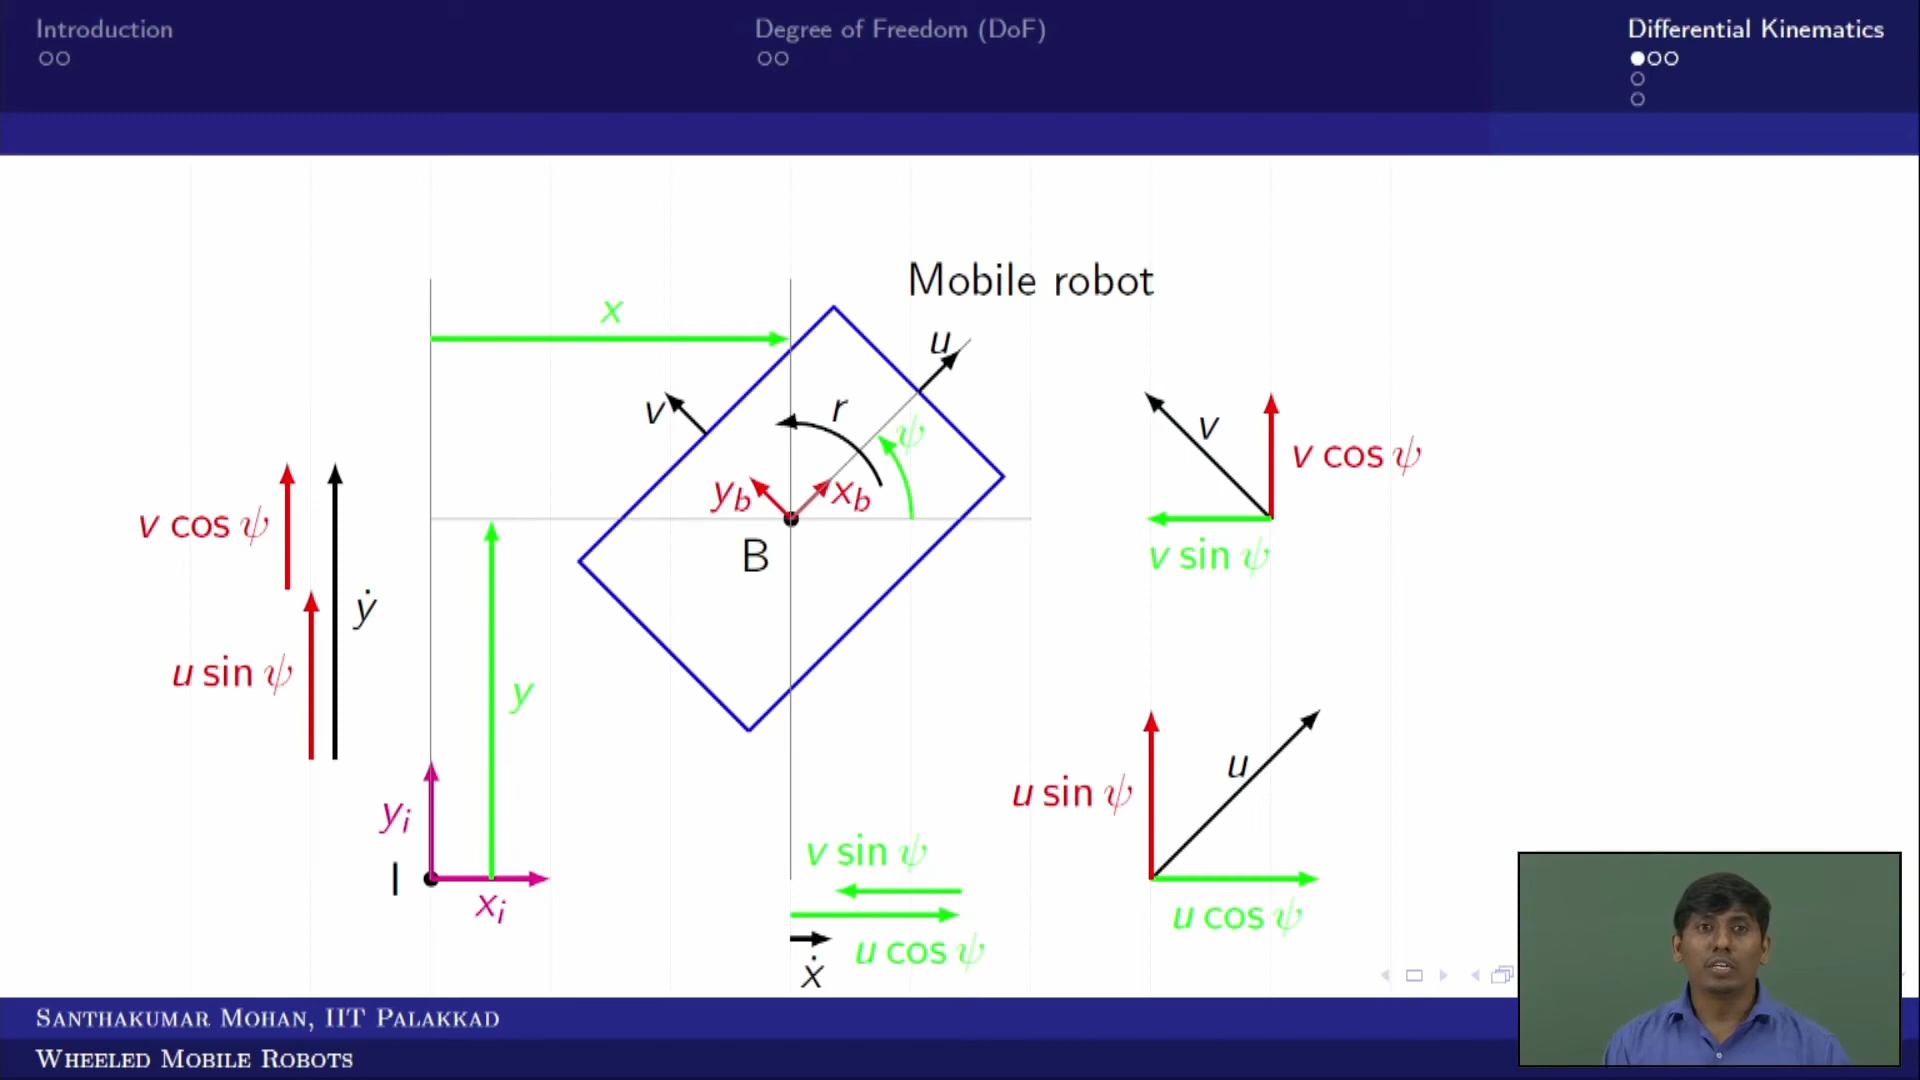 Introduction
Degree of Freedom (DoF)
Differential Kinematics
Mobile robot
x
u
v
r
ψ
v
v cos ψ
y_b
x_b
v cos ψ
B
v sin ψ
ẏ
u sin ψ
y
u
u sin ψ
y_i
v sin ψ
I
x_i
u cos ψ
u cos ψ
ẋ
SANTHAKUMAR MOHAN, IIT PALAKKAD
WHEELED MOBILE ROBOTS